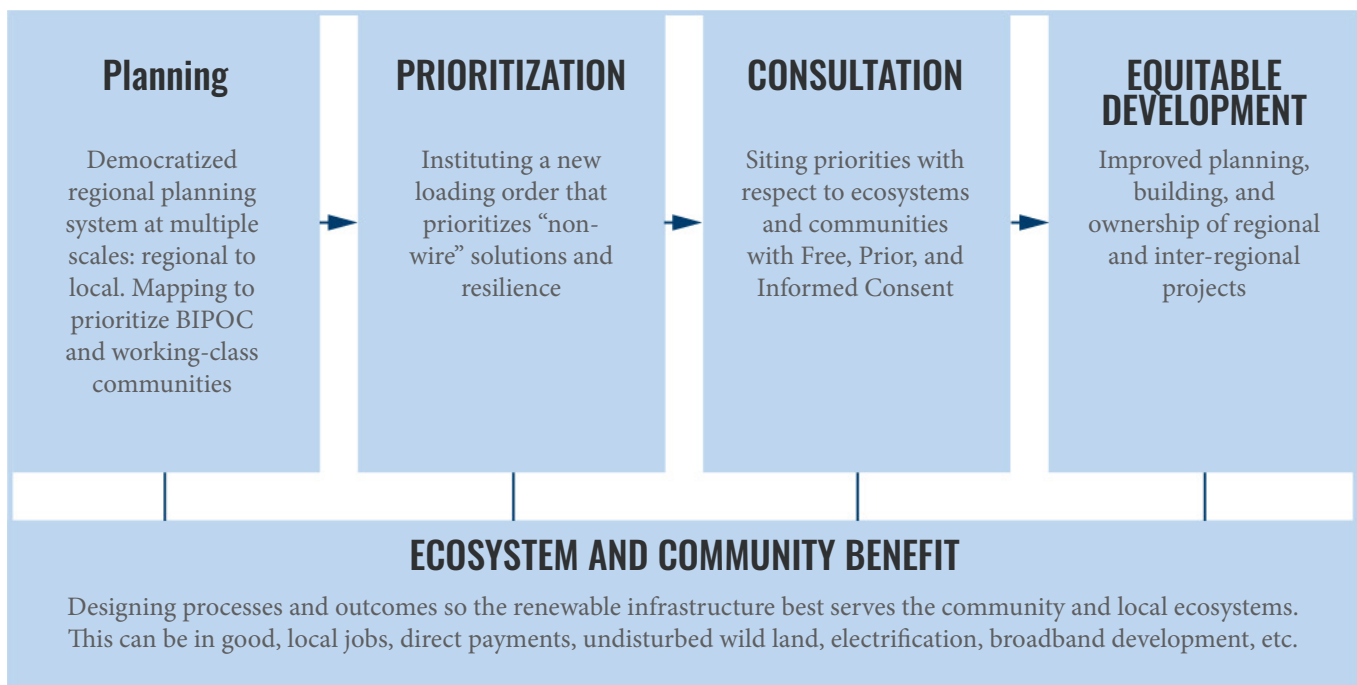 Planning
Democratized
regional planning
system at multiple
scales: regional to
local. Mapping to
prioritize BIPOC
and working-class
communities
PRIORITIZATION
Instituting a new
loading order that
prioritizes “non-
wire” solutions and
resilience
CONSULTATION
Siting priorities with
respect to ecosystems
and communities
with Free, Prior, and
Informed Consent
EQUITABLE
DEVELOPMENT
Improved planning,
building, and
ownership of regional
and inter-regional
projects
ECOSYSTEM AND COMMUNITY BENEFIT
Designing processes and outcomes so the renewable infrastructure best serves the community and local ecosystems.
This can be in good, local jobs, direct payments, undisturbed wild land, electrification, broadband development, etc.